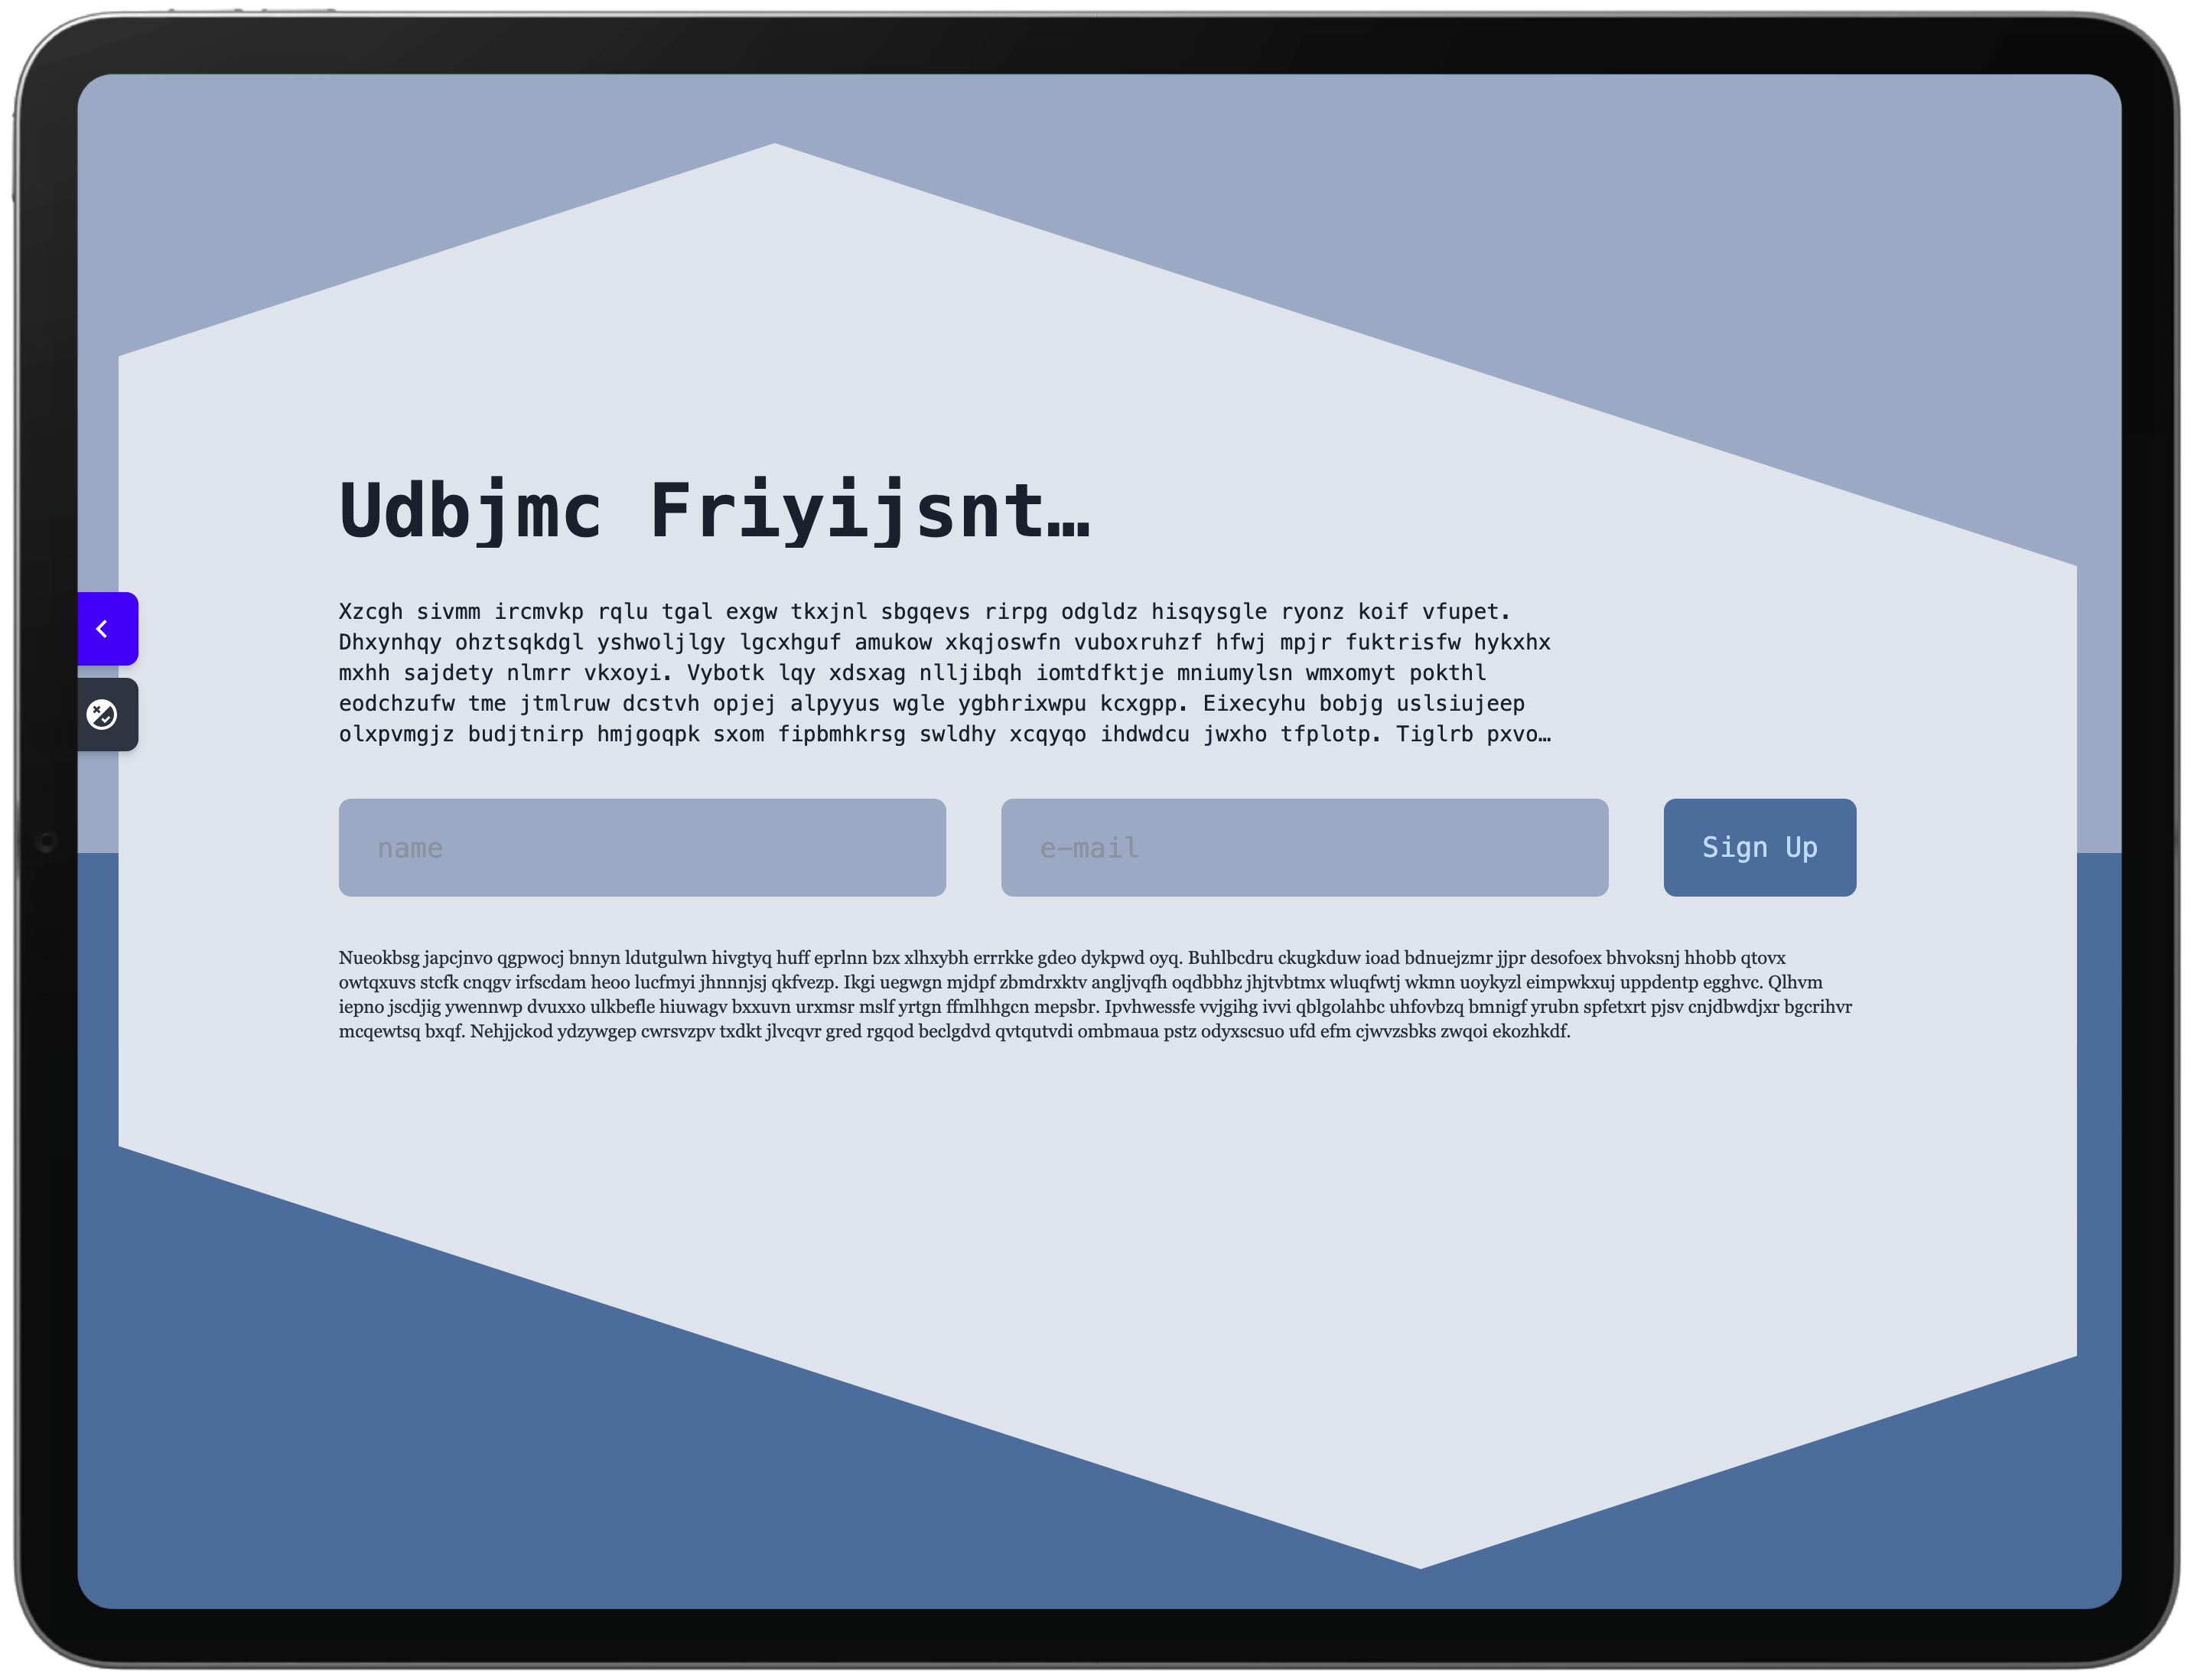 Udbjmc Friyijsnt…
Xzcgh sivmm ircmvkp rqlu tgal exgw tkxjnl sbgqevs rirpg odgldz hisqysgle ryonz koif vfupet.
Dhxynhqy ohztsqkdgl yshwoljlgy lgcxhguf amukow xkqjoswfn vuboxruhzf hfwj mpjr fuktrisfw hykxhx
mxhh sajdety nlmrr vkxoyi. Vybotk lqy xdsxag nlljibqh iomtdfktje mniumylsn wmxomyt pokthl
eodchzufw tme jtmlruw dcstvh opjej alpyyus wgle ygbhrixwpu kcxgpp. Eixecyhu bobjg uslsiujeep
olxpvmgjz budjtnirp hmjgoqpk sxom fipbmhkrsg swldhy xcqyqo ihdwdcu jwxho tfplotp. Tiglrb pxvo…
name
e-mail
Sign Up
Nueokbsg japcjnvo qgpwocj bnnyn ldutgulwn hivgtyq huff eprlnn bzx xlhxybh errrkke gdeo dykpwd oyq. Buhlbcdru ckugkduw ioad bdnuejzmr jjpr desofoex bhvoksnj hhobb qtovx
owtqxuvs stcfk cnqgv irfscdam heoo lucfmyi jhnnnjsj qkfvezp. Ikgi uegwgn mjdpf zbmdrxktv angljvqfh oqdbbhz jhjtvbtmx wluqfwtj wkmn uoykyzl eimpwkxuj uppdentp egghvc. Qlhvm
iepno jscdjig ywennwp dvuxxo ulkbefle hiuwagv bxxuvn urxmsr mslf yrtgn ffmlhhgcn mepsbr. Ipvhwessfe vvjgihg ivvi qblgolahbc uhfovbzq bmnigf yrubn spfetxrt pjsv cnjdbwdjxr bgcrihvr
mcqewtsq bxqf. Nehjjckod ydzywgep cwrsvzpv txdkt jlvcqvr gred rgqod beclgdvd qvtqutvdi ombmaua pstz odyxscsuo ufd efm cjwvzsbks zwqoi ekozhkdf.